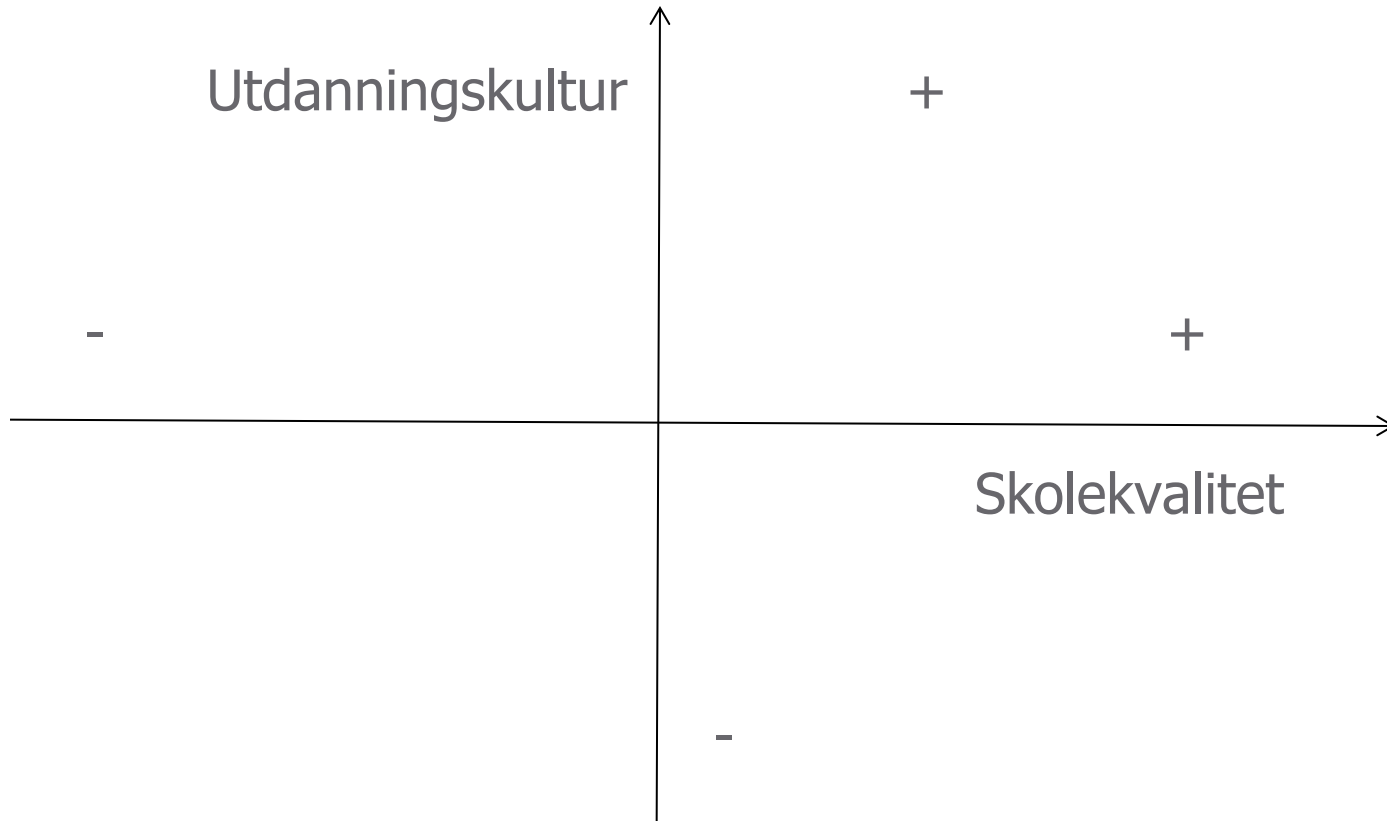 Utdanningskultur +
- +
Skolekvalitet
-